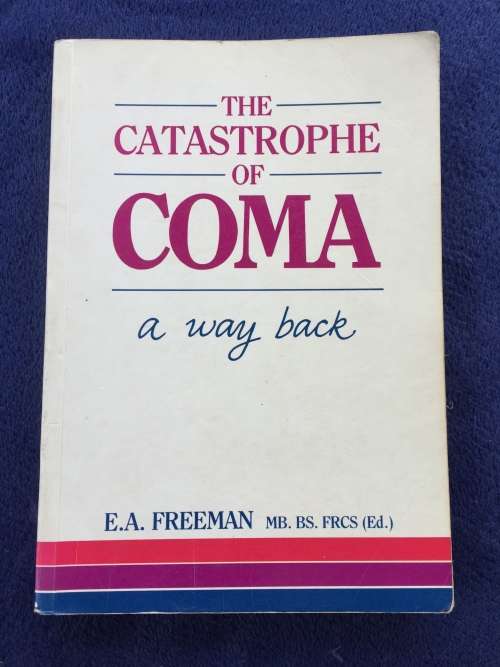 THE
CATASTROPHE
OF
COMA
a way back
E.A. FREEMAN MB. BS. FRCS (Ed.)